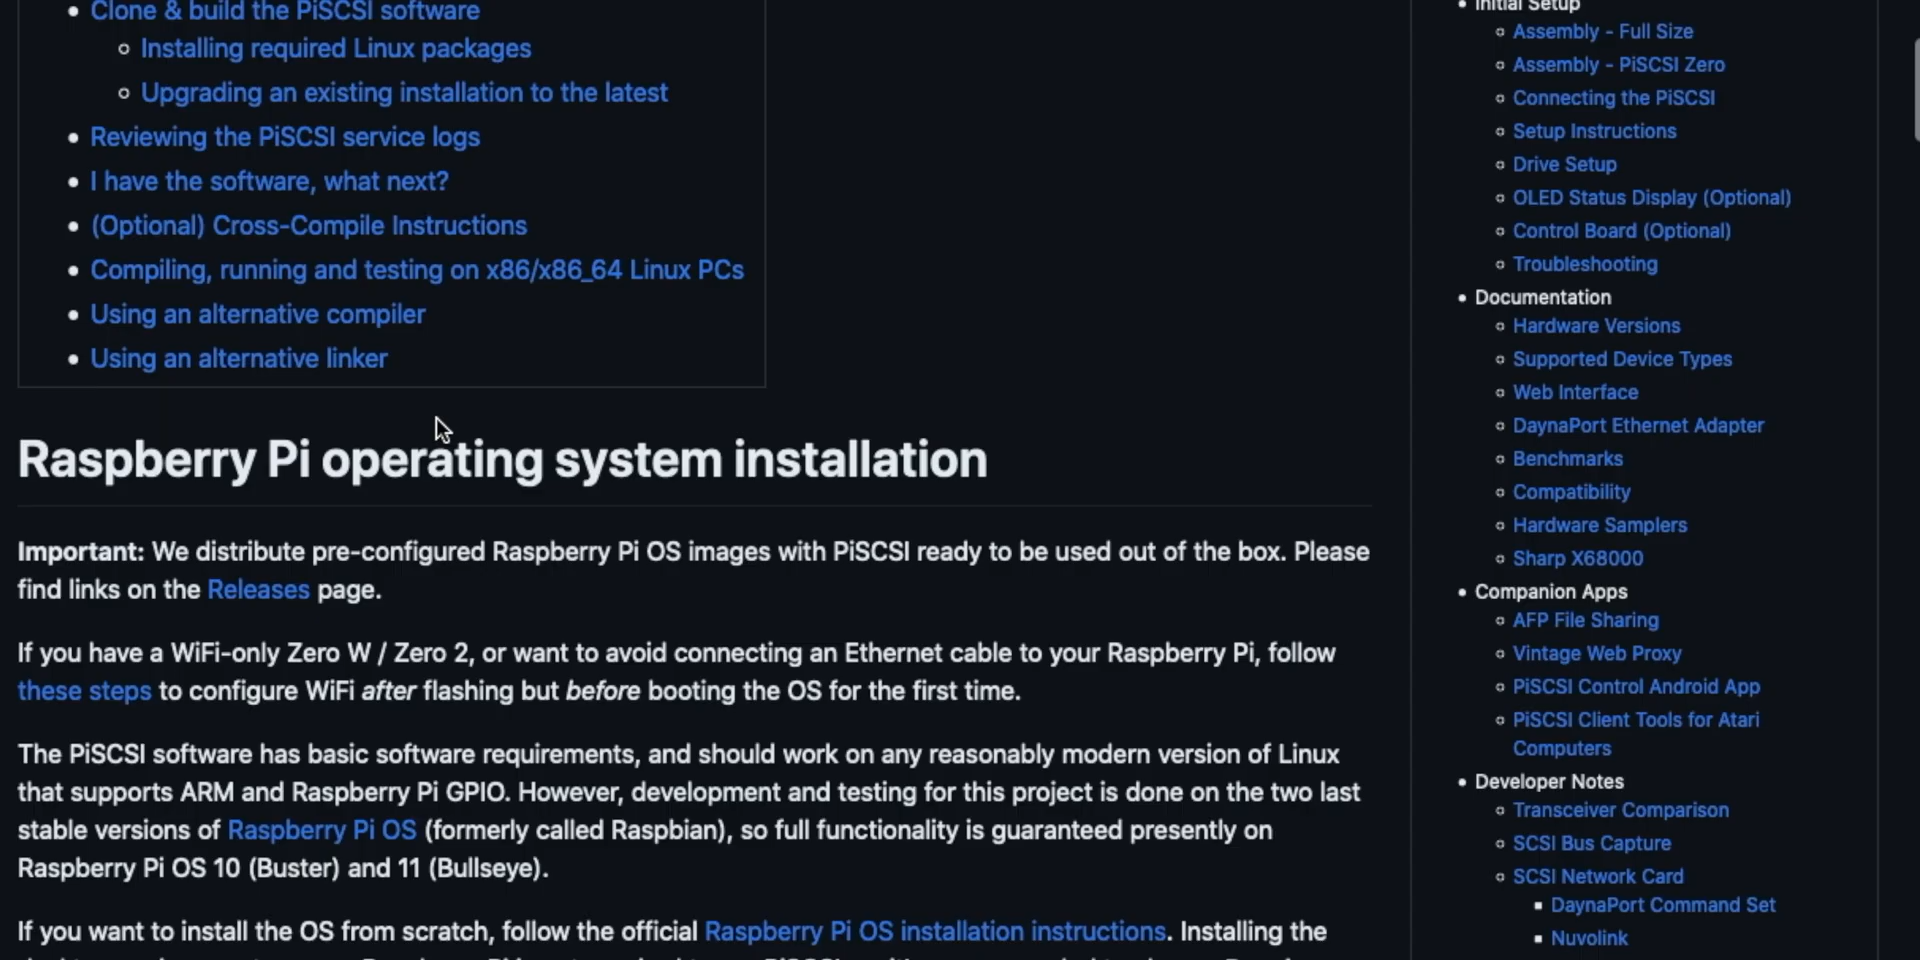 Clone & build the PiSCSI software
Installing required Linux packages
Upgrading an existing installation to the latest
Reviewing the PiSCSI service logs
I have the software, what next?
(Optional) Cross-Compile Instructions
Compiling, running and testing on x86/x86_64 Linux PCs
Using an alternative compiler
Using an alternative linker
Raspberry Pi operating system installation
Important: We distribute pre-configured Raspberry Pi OS images with PiSCSI ready to be used out of the box. Please
find links on the Releases page.
If you have a WiFi-only Zero W / Zero 2, or want to avoid connecting an Ethernet cable to your Raspberry Pi, follow
these steps to configure WiFi after flashing but before booting the OS for the first time.
The PiSCSI software has basic software requirements, and should work on any reasonably modern version of Linux
that supports ARM and Raspberry Pi GPIO. However, development and testing for this project is done on the two last
stable versions of Raspberry Pi OS (formerly called Raspbian), so full functionality is guaranteed presently on
Raspberry Pi OS 10 (Buster) and 11 (Bullseye).
If you want to install the OS from scratch, follow the official Raspberry Pi OS installation instructions. Installing the
Initial Setup
Assembly - Full Size
Assembly - PiSCSI Zero
Connecting the PiSCSI
Setup Instructions
Drive Setup
OLED Status Display (Optional)
Control Board (Optional)
Troubleshooting
Documentation
Hardware Versions
Supported Device Types
Web Interface
DaynaPort Ethernet Adapter
Benchmarks
Compatibility
Hardware Samplers
Sharp X68000
Companion Apps
AFP File Sharing
Vintage Web Proxy
PiSCSI Control Android App
PiSCSI Client Tools for Atari
Computers
Developer Notes
Transceiver Comparison
SCSI Bus Capture
SCSI Network Card
DaynaPort Command Set
Nuvolink